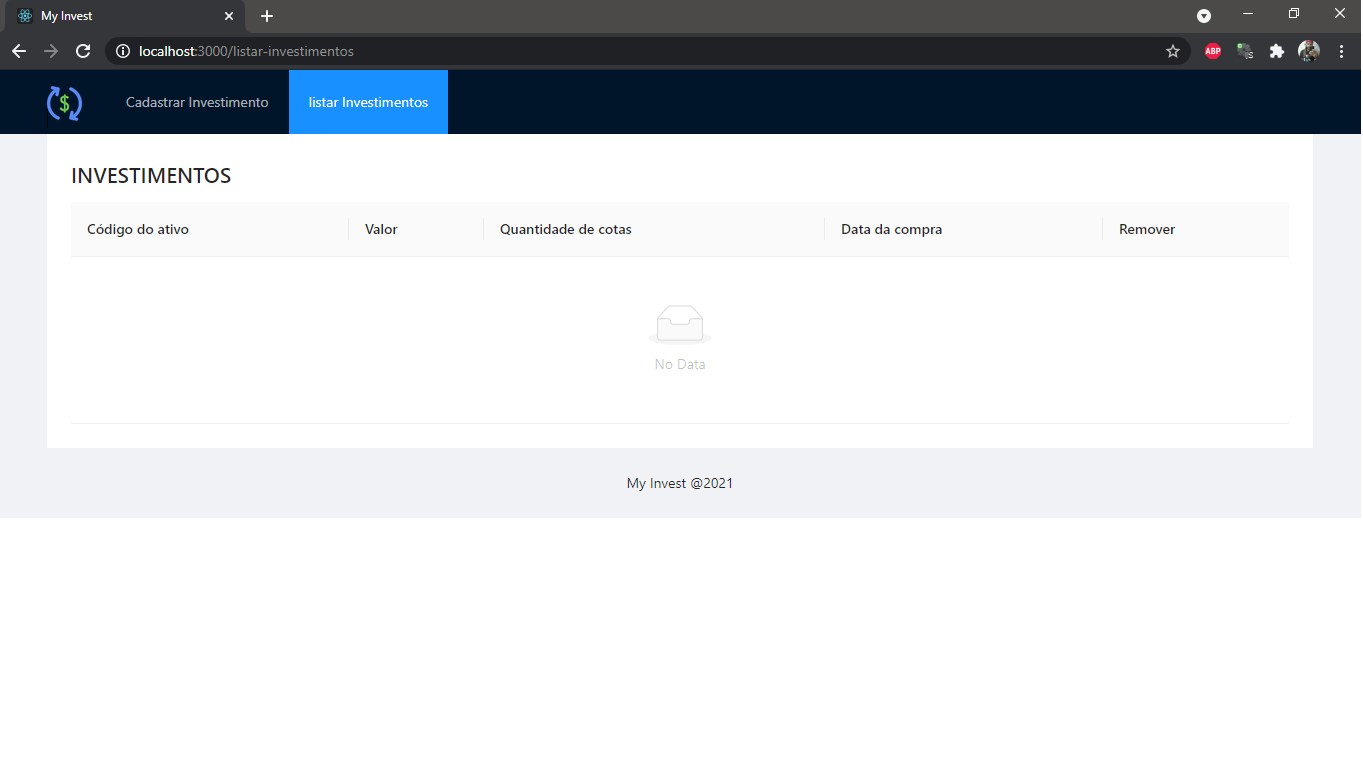 My Invest
localhost:3000/listar-investimentos
ABP
$
Cadastrar Investimento
listar Investimentos
INVESTIMENTOS
Código do ativo Valor Quantidade de cotas Data da compra Remover
No Data
My Invest @2021